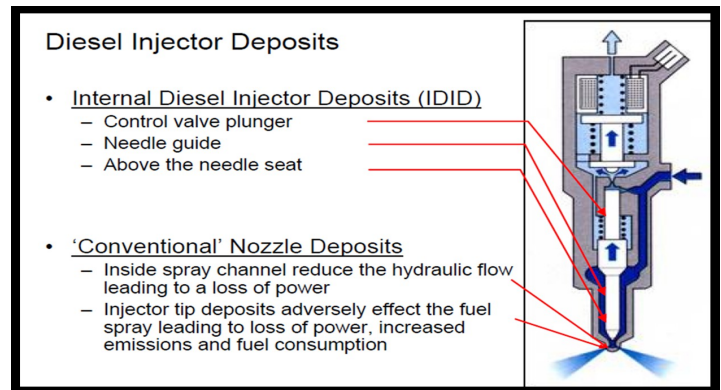 Diesel Injector Deposits
• Internal Diesel Injector Deposits (IDID)
– Control valve plunger
– Needle guide
– Above the needle seat
• ‘Conventional’ Nozzle Deposits
– Inside spray channel reduce the hydraulic flow
leading to a loss of power
– Injector tip deposits adversely effect the fuel
spray leading to loss of power, increased
emissions and fuel consumption